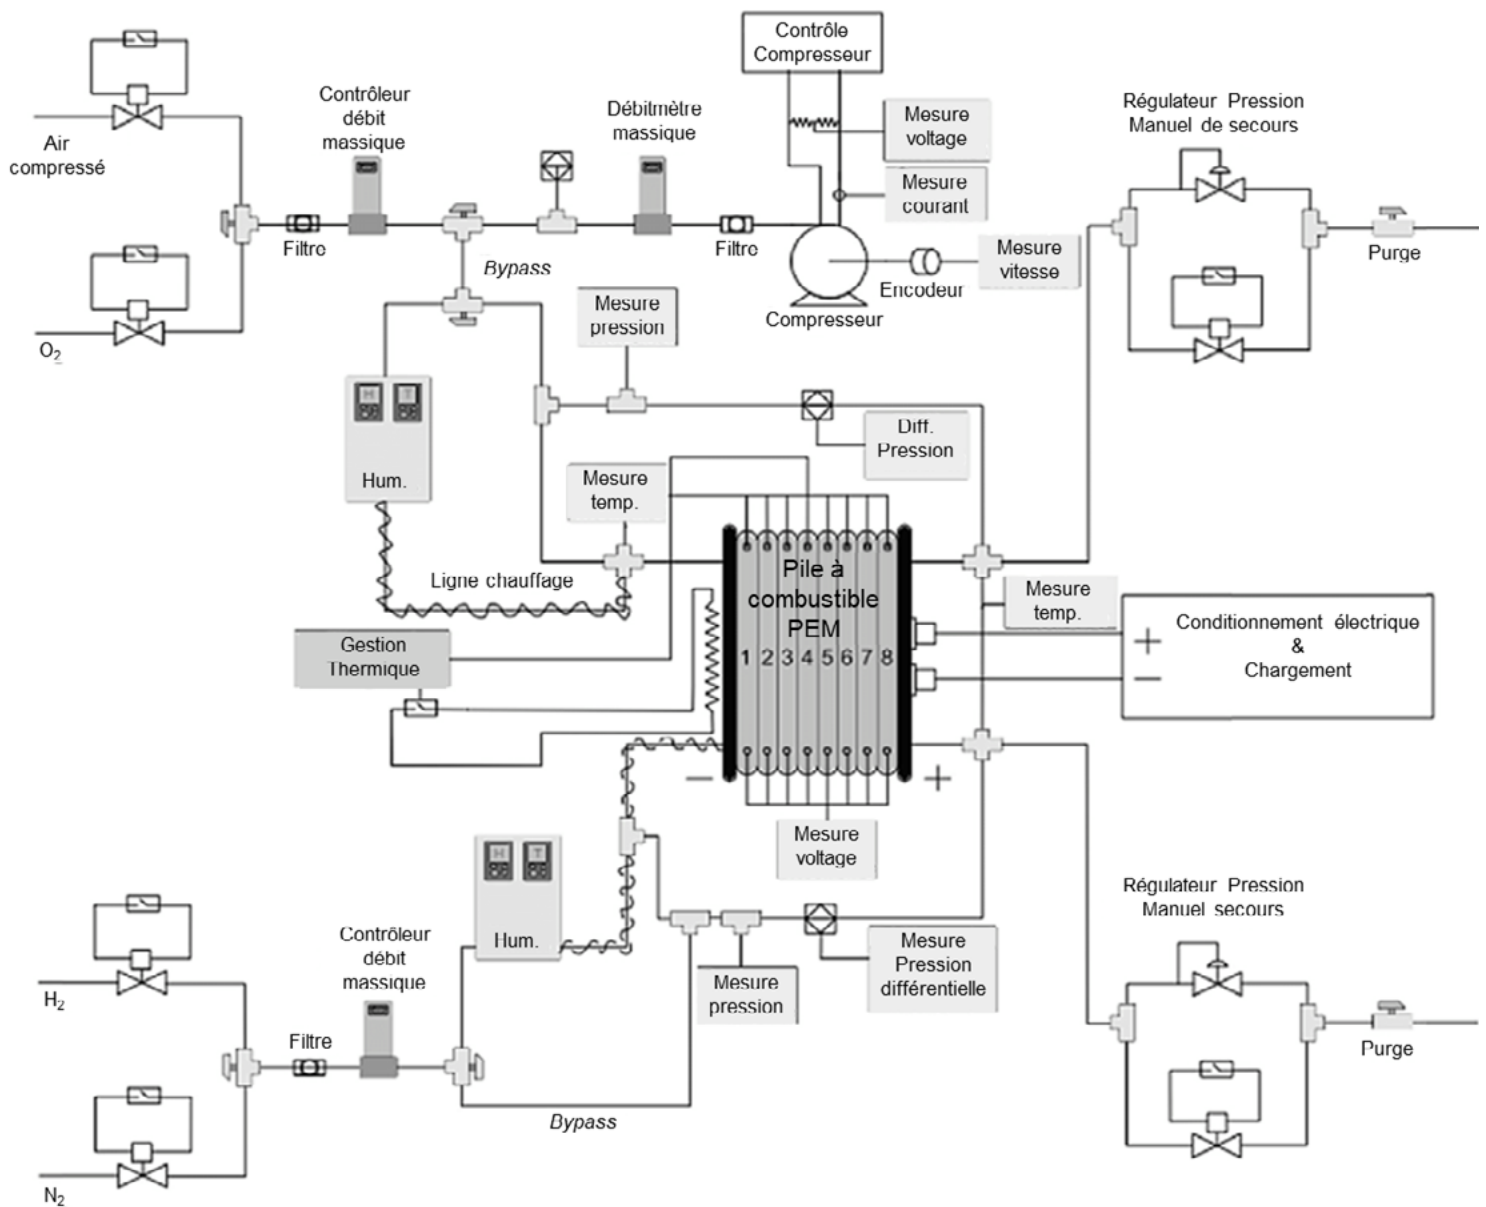 Contrôle
Compresseur
Air
compressé
Contrôleur
débit
massique
Débitmètre
massique
Mesure
voltage
Régulateur Pression
Manuel de secours
Mesure
courant
Filtre
Bypass
Filtre
Mesure
vitesse
Encodeur
Compresseur
Purge
O2
Mesure
pression
H T
Hum.
Diff.
Pression
Mesure
temp.
Ligne chauffage
Pile à
combustible
PEM
1 2 3 4 5 6 7 8
Mesure
temp.
Gestion
Thermique
+
−
Conditionnement électrique
&
Chargement
− +
Mesure
voltage
H T
Hum.
Régulateur Pression
Manuel secours
Contrôleur
débit
massique
Mesure
pression
Mesure
Pression
différentielle
H2
Filtre
Purge
Bypass
N2